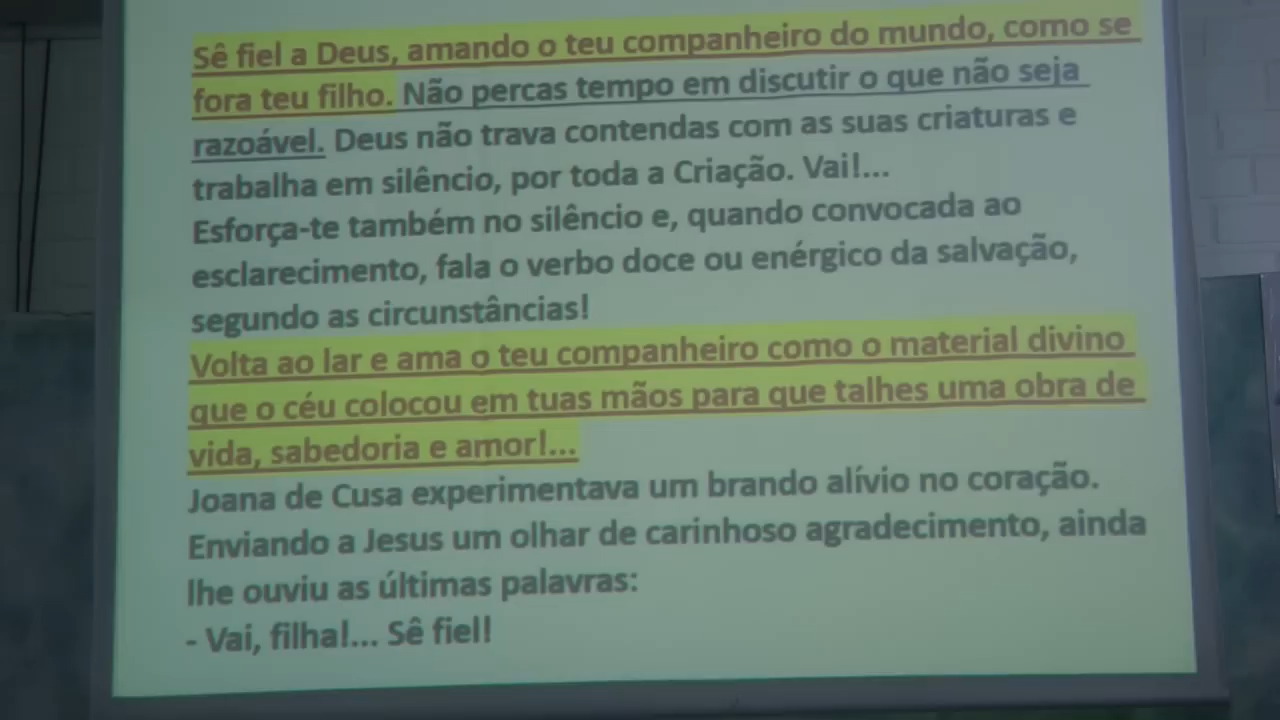 Sê fiel a Deus, amando o teu companheiro do mundo, como se
fora teu filho. Não percas tempo em discutir o que não seja
razoável. Deus não trava contendas com as suas criaturas e
trabalha em silêncio, por toda a Criação. Vai!...
Esforça-te também no silêncio e, quando convocada ao
esclarecimento, fala o verbo doce ou enérgico da salvação,
segundo as circunstâncias!
Volta ao lar e ama o teu companheiro como o material divino
que o céu colocou em tuas mãos para que talhes uma obra de
vida, sabedoria e amor!...
Joana de Cusa experimentava um brando alívio no coração.
Enviando a Jesus um olhar de carinhoso agradecimento, ainda
lhe ouviu as últimas palavras:
- Vai, filha!... Sê fiel!